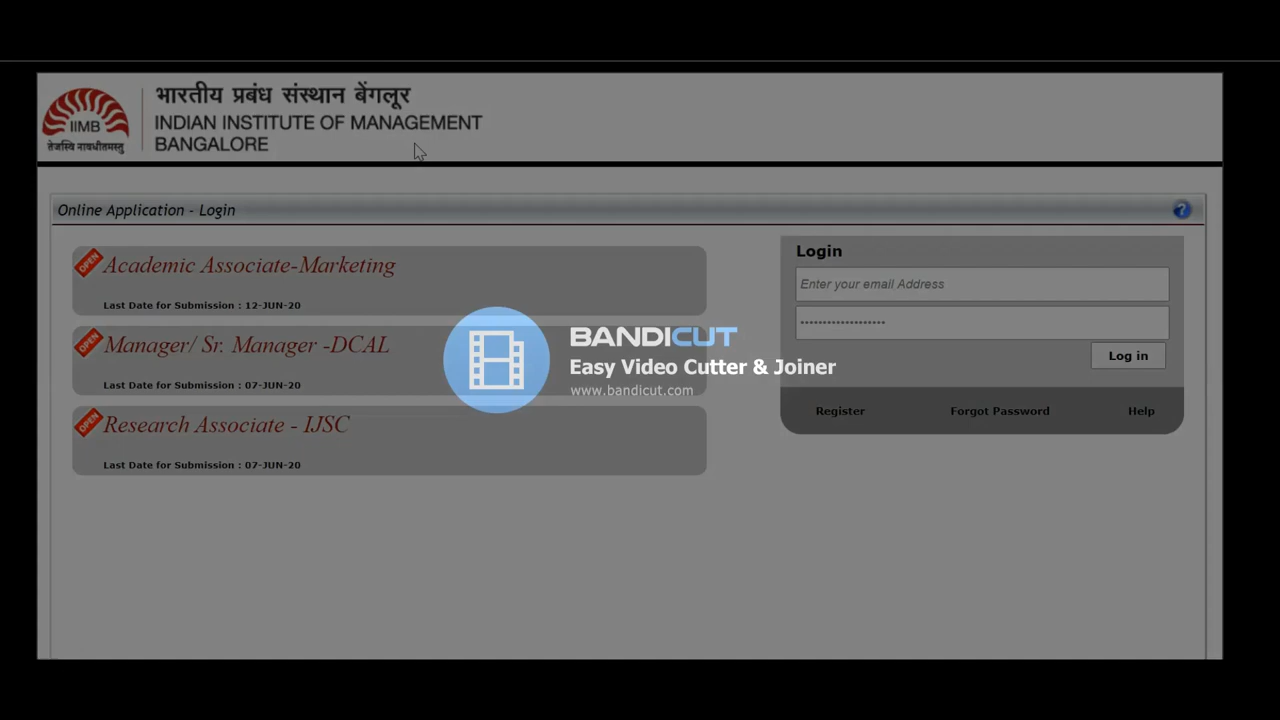 भारतीय प्रबंध संस्थान बेंगलूर
IIMB
INDIAN INSTITUTE OF MANAGEMENT
तेजस्वि नावधीतमस्तु
BANGALORE
Online Application - Login
?
OPEN
Academic Associate-Marketing
Last Date for Submission : 12-JUN-20
OPEN
Manager/ Sr. Manager -DCAL
Last Date for Submission : 07-JUN-20
OPEN
Research Associate - IJSC
Last Date for Submission : 07-JUN-20
Login
Enter your email Address
•••••••••••••••••••
Log in
Register Forgot Password Help
BANDICUT
Easy Video Cutter & Joiner
www.bandicut.com